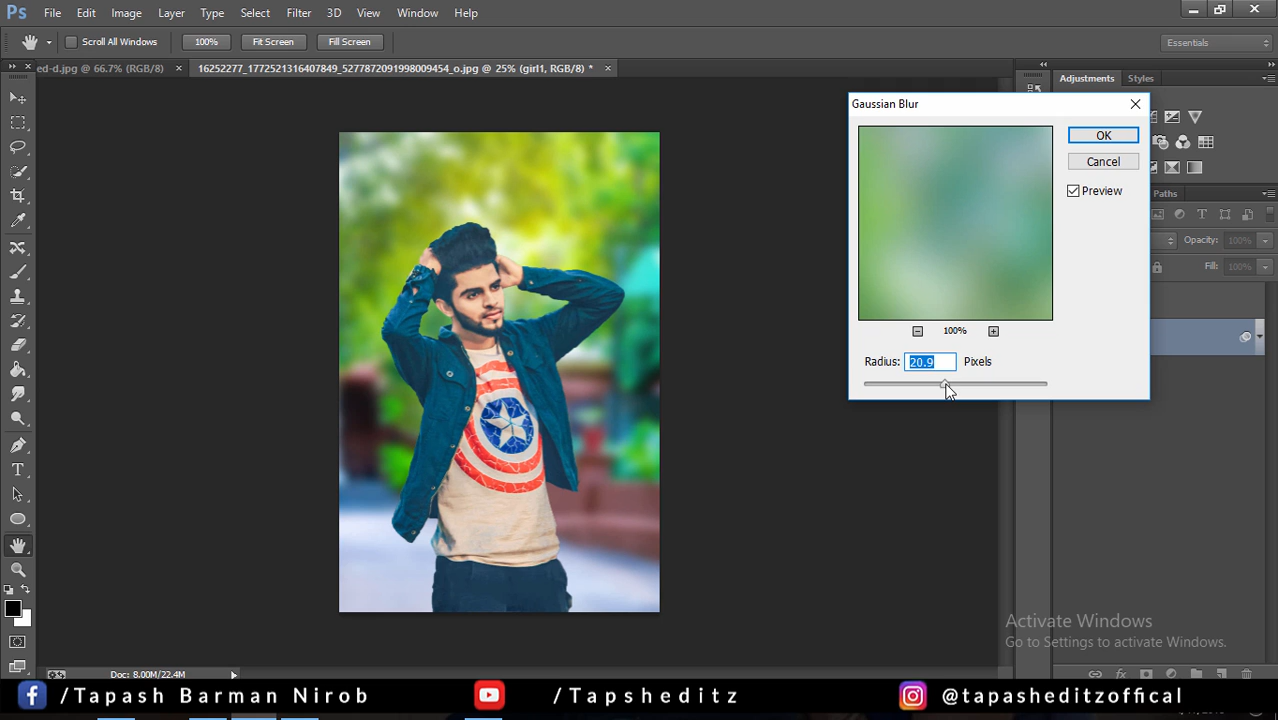 Ps File Edit Image Layer Type Select Filter 3D View Window Help
Scroll All Windows 100% Fit Screen Fill Screen Essentials
ed-d.jpg @ 66.7% (RGB/8) × 16252277_1772521316407849_5277872091998009454_o.jpg @ 25% (girl1, RGB/8) * ×
Adjustments Styles
Gaussian Blur
OK
Cancel
Preview
Paths
Opacity: 100%
Fill: 100%
100%
Radius: 20.9 Pixels
Activate Windows
Go to Settings to activate Windows.
Doc: 8.00M/22.4M
/Tapash Barman Nirob /Tapsheditz @tapasheditzoffical